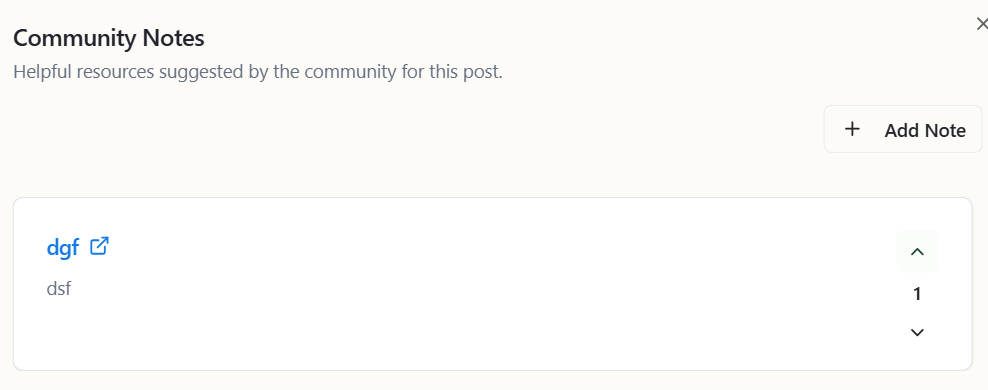 Community Notes
Helpful resources suggested by the community for this post.
Add Note
dgf
dsf
1